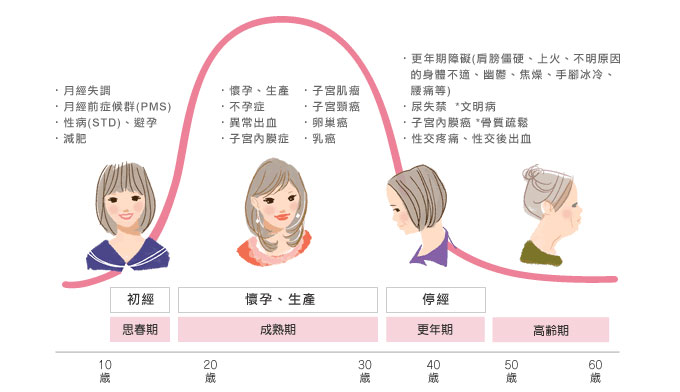 ・月經失調
・月經前症候群(PMS)
・性病(STD)、避孕
・減肥
・懷孕、生產
・不孕症
・異常出血
・子宮內膜症
・子宮肌瘤
・子宮頸癌
・卵巢癌
・乳癌
・更年期障礙(肩膀僵硬、上火、不明原因
的身體不適、幽鬱、焦燥、手腳冰冷、
腰痛等)
・尿失禁 *文明病
・子宮內膜癌 *骨質疏鬆
・性交疼痛、性交後出血
初經
懷孕、生產
停經
思春期
成熟期
更年期
高齡期
10 20 30 40 50 60
歲 歲 歲 歲 歲 歲